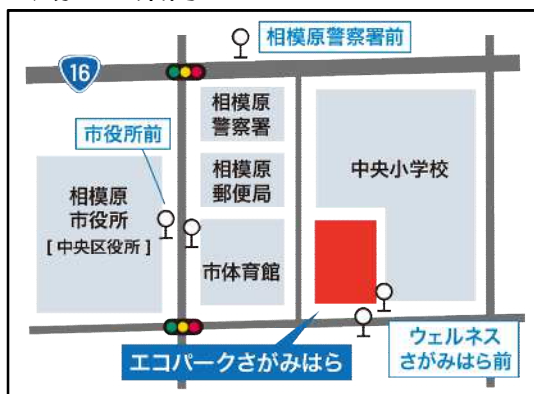 相模原警察署前
16
相模原
警察署
市役所前
中央小学校
相模原
郵便局
相模原
市役所
[中央区役所]
市体育館
エコパークさがみはら
ウェルネス
さがみはら前